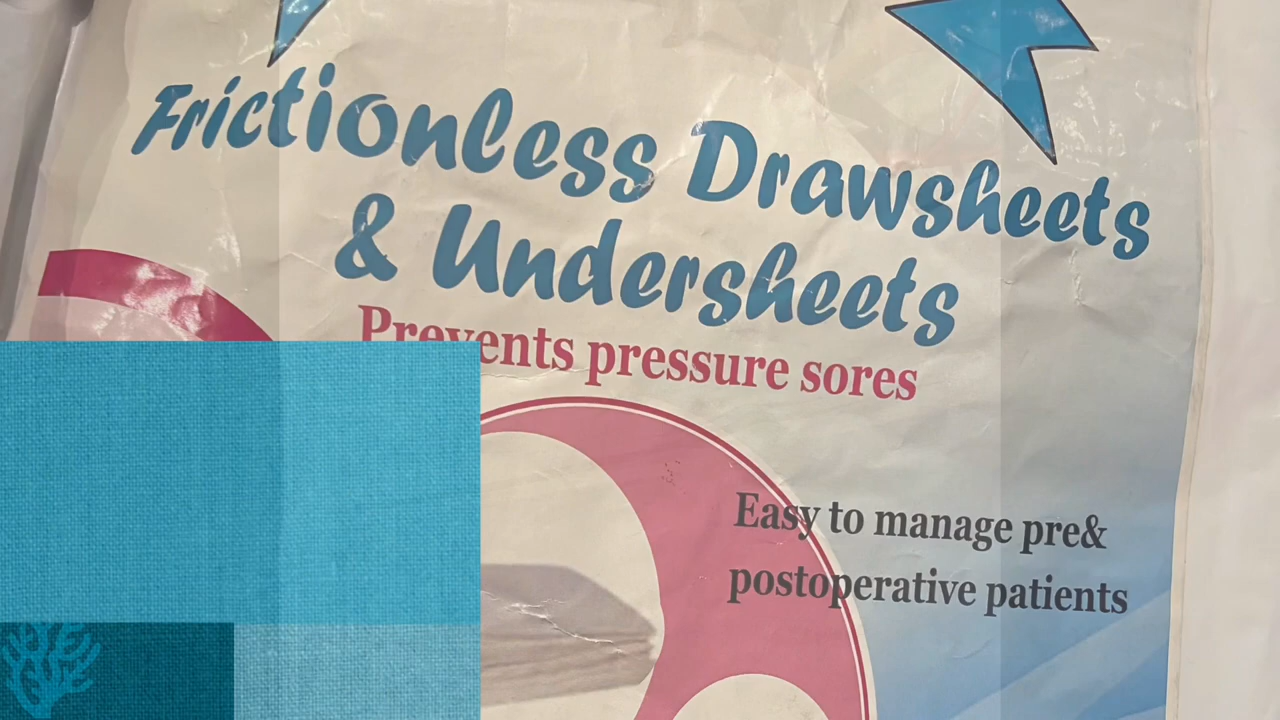 Frictionless Drawsheets
& Undersheets
Prevents pressure sores
Easy to manage pre&
postoperative patients